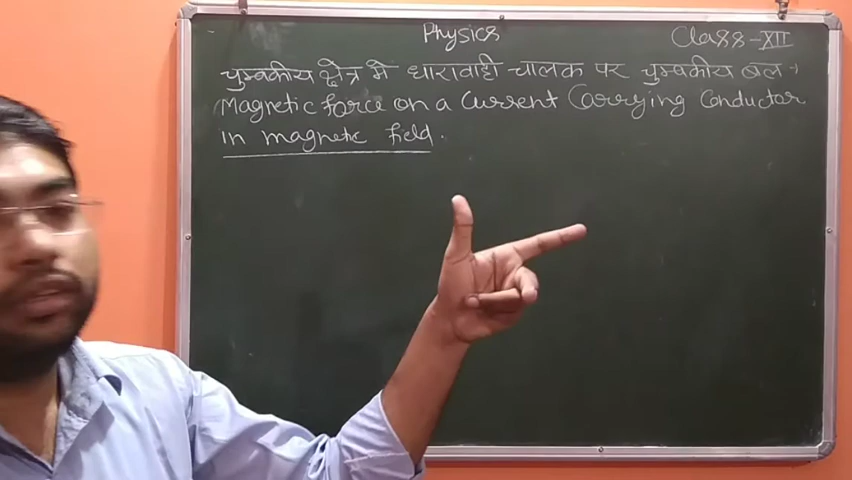 Physics Class-XII
चुम्बकीय क्षेत्र में धारावाही चालक पर चुम्बकीय बल →
Magnetic force on a Current Carrying Conductor
in magnetic field.